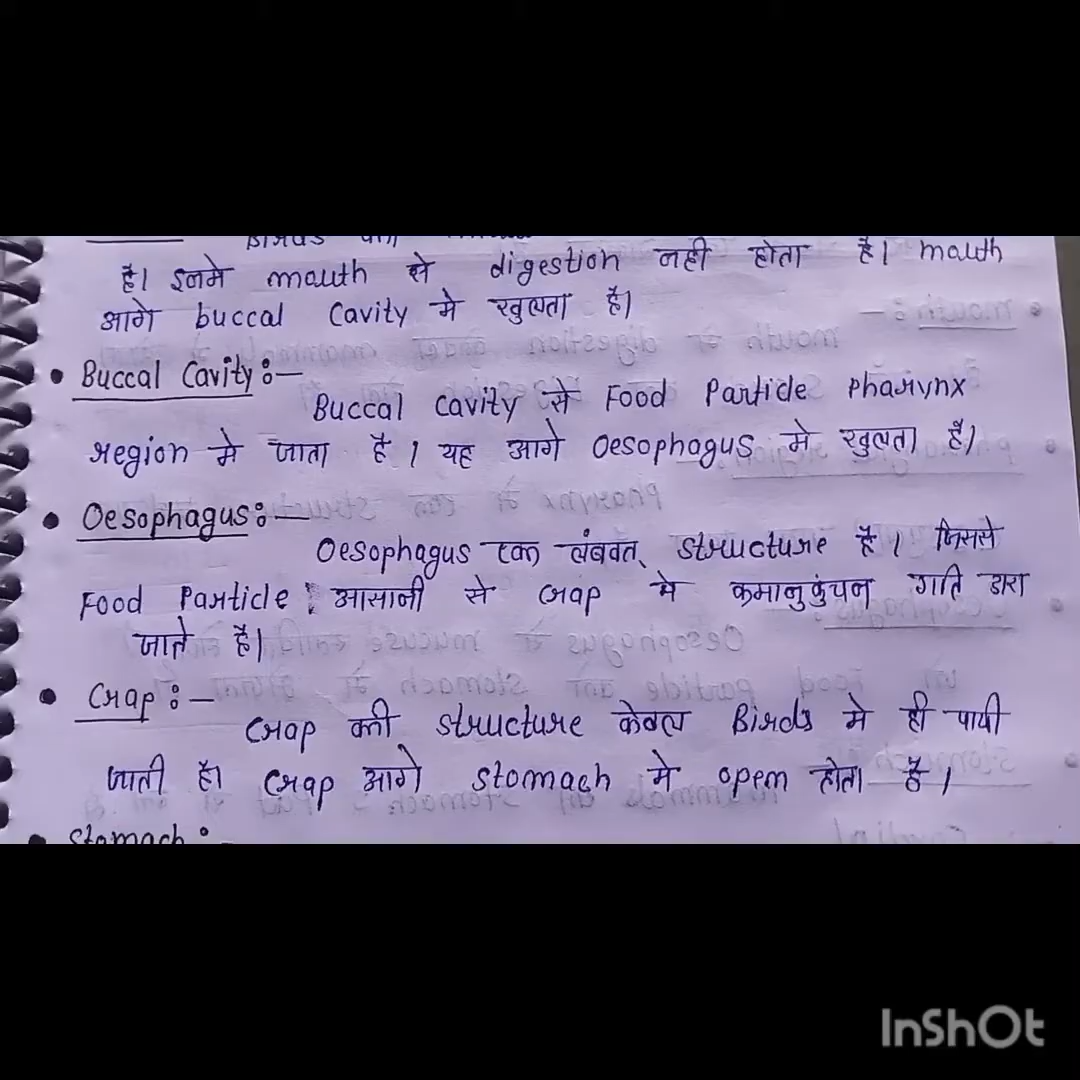 Birds
है। इनमे mouth से digestion नही होता है। mouth
आगे buccal cavity मे खुलता है।
• Buccal Cavity :—
Buccal cavity से Food Particle Pharynx
region मे जाता है । यह आगे oesophagus मे खुलता है।
• Oesophagus :—
Oesophagus एक लंबवत् structure है । जिससे
Food Particle आसानी से crap मे क्रमानुकुंचन गति द्वारा
जाते है।
• Crap :—
Crap की structure केवल Birds मे ही पायी
जाती है। crap आगे stomach मे open होता है ।
• Stomach :-
InShOt